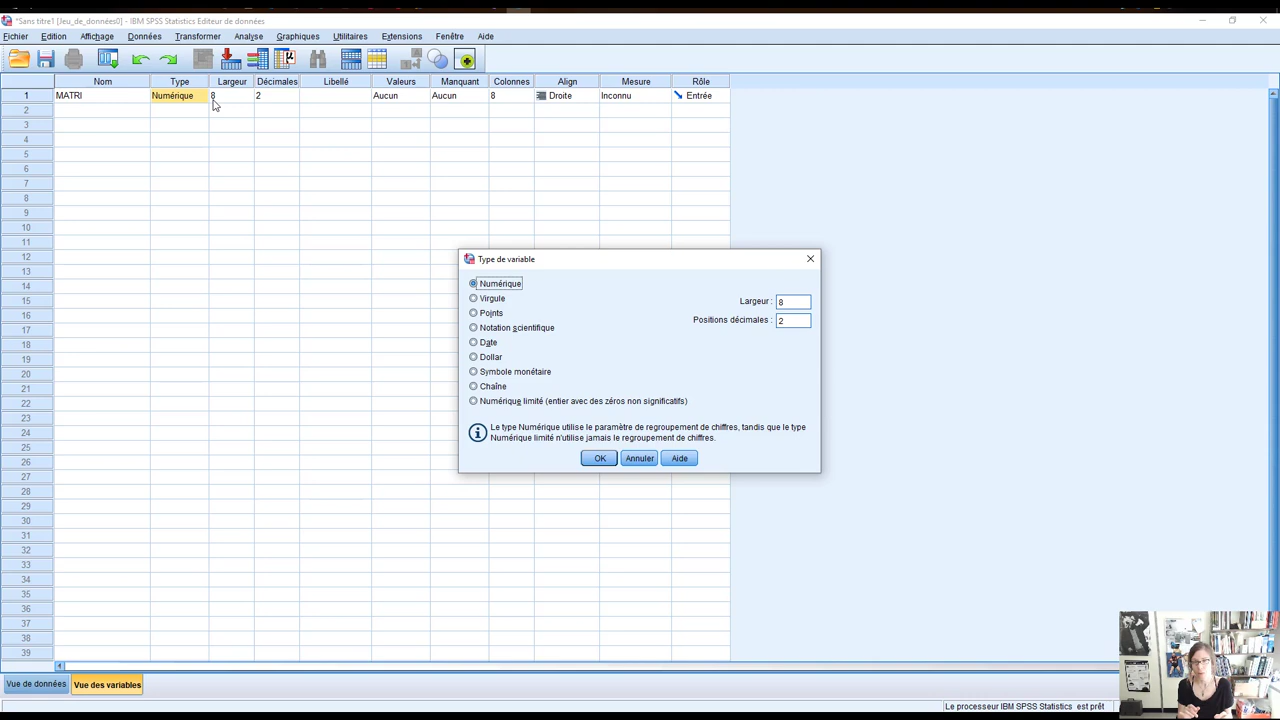 *Sans titre1 [Jeu_de_données0] - IBM SPSS Statistics Editeur de données
Fichier Edition Affichage Données Transformer Analyse Graphiques Utilitaires Extensions Fenêtre Aide
Nom Type Largeur Décimales Libellé Valeurs Manquant Colonnes Align Mesure Rôle
1 MATRI Numérique 8 2 Aucun Aucun 8 Droite Inconnu Entrée
2
3
4
5
6
7
8
9
10
11
12
13
14
15
16
17
18
19
20
21
22
23
24
25
26
27
28
29
30
31
32
33
34
35
36
37
38
39
Type de variable
Numérique
Virgule
Points
Notation scientifique
Date
Dollar
Symbole monétaire
Chaîne
Numérique limité (entier avec des zéros non significatifs)
Largeur : 8
Positions décimales : 2
Le type Numérique utilise le paramètre de regroupement de chiffres, tandis que le type
Numérique limité n'utilise jamais le regroupement de chiffres.
OK Annuler Aide
Vue de données Vue des variables
Le processeur IBM SPSS Statistics est prêt